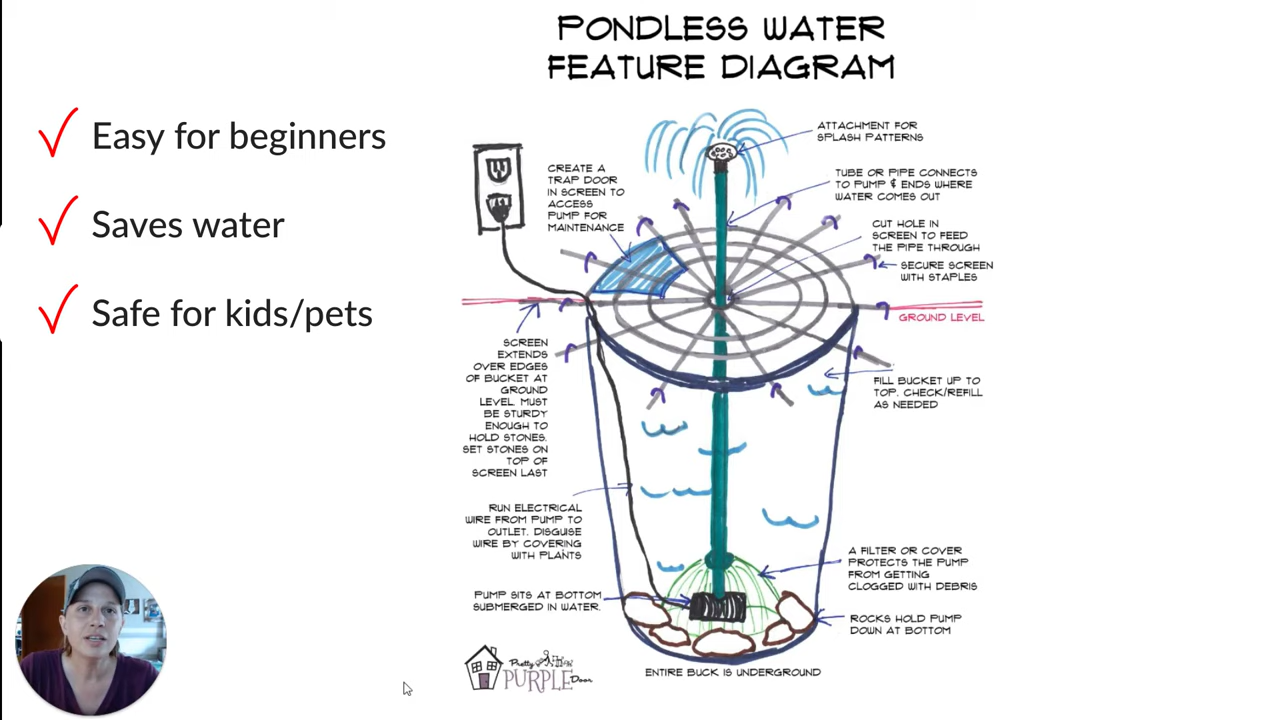 PONDLESS WATER
FEATURE DIAGRAM
Easy for beginners
Saves water
Safe for kids/pets
ATTACHMENT FOR
SPLASH PATTERNS
CREATE A
TRAP DOOR
IN SCREEN TO
ACCESS
PUMP FOR
MAINTENANCE
TUBE OR PIPE CONNECTS
TO PUMP & ENDS WHERE
WATER COMES OUT
CUT HOLE IN
SCREEN TO FEED
THE PIPE THROUGH
SECURE SCREEN
WITH STAPLES
GROUND LEVEL
SCREEN
EXTENDS
OVER EDGES
OF BUCKET AT
GROUND
LEVEL. MUST
BE STURDY
ENOUGH TO
HOLD STONES.
SET STONES ON
TOP OF
SCREEN LAST
FILL BUCKET UP TO
TOP. CHECK/REFILL
AS NEEDED
RUN ELECTRICAL
WIRE FROM PUMP TO
OUTLET. DISGUISE
WIRE BY COVERING
WITH PLANTS
A FILTER OR COVER
PROTECTS THE PUMP
FROM GETTING
CLOGGED WITH DEBRIS
PUMP SITS AT BOTTOM
SUBMERGED IN WATER.
ROCKS HOLD PUMP
DOWN AT BOTTOM
Pretty
PURPLE Door
ENTIRE BUCK IS UNDERGROUND